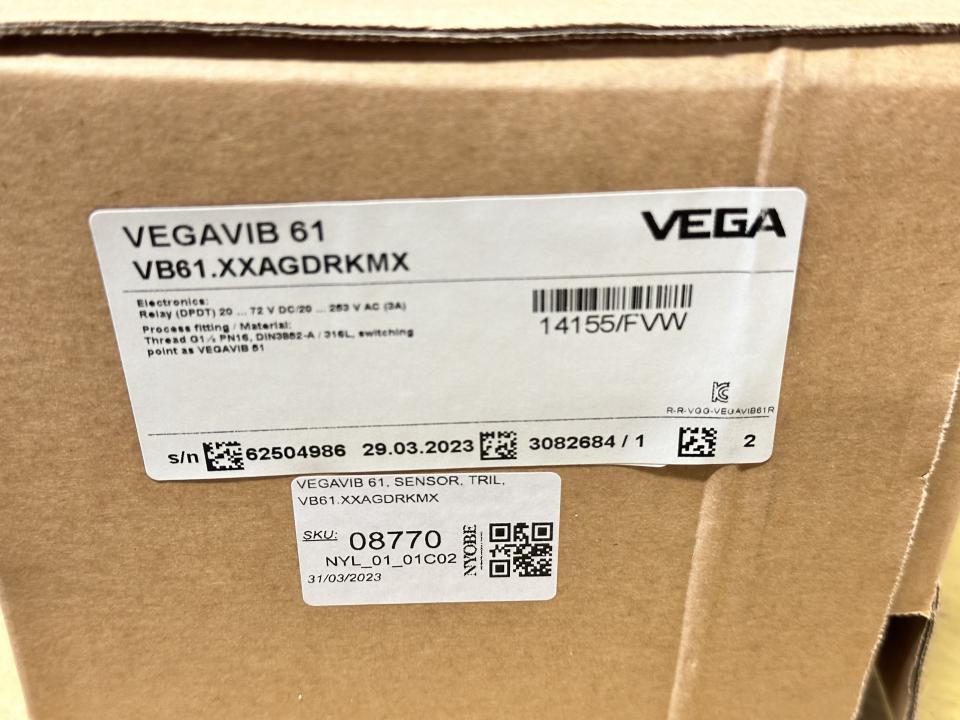 VEGAVIB 61
VB61.XXAGDRKMX
VEGA
Electronics:
Relay (DPDT) 20 ... 72 V DC/20 ... 253 V AC (3A)
Process fitting / Material:
Thread G1½ PN16, DIN3852-A / 316L, switching
point as VEGAVIB 51
14155/FVW
R-R-VGG-VEGAVIB61R
s/n 62504986 29.03.2023 3082684 / 1 2
VEGAVIB 61, SENSOR, TRIL,
VB61.XXAGDRKMX
SKU: 08770
NYL_01_01C02
31/03/2023
NYOBE